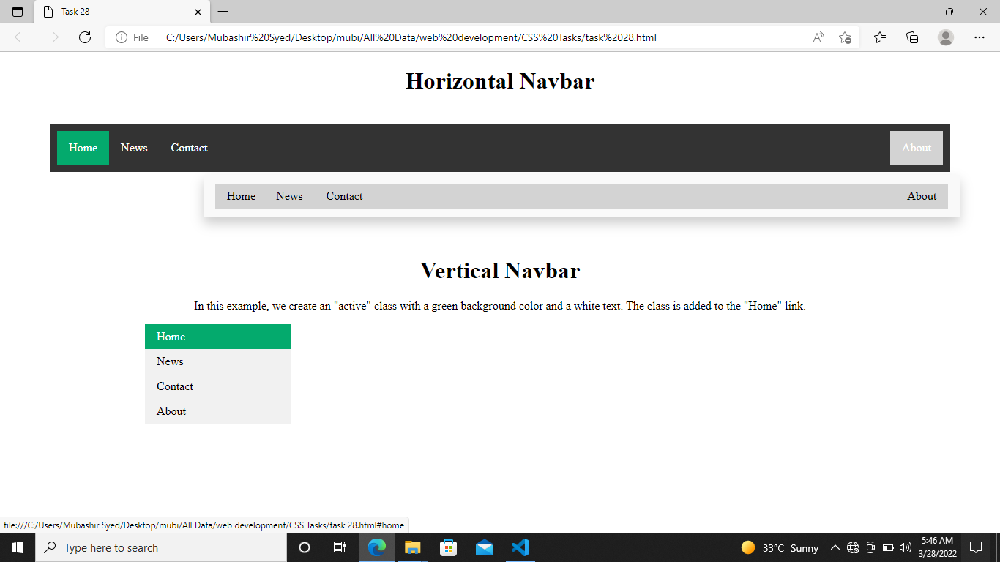 Task 28
File
C:/Users/Mubashir%20Syed/Desktop/mubi/All%20Data/web%20development/CSS%20Tasks/task%2028.html
Horizontal Navbar
Home News Contact About
Home News Contact About
Vertical Navbar
In this example, we create an "active" class with a green background color and a white text. The class is added to the "Home" link.
Home
News
Contact
About
file:///C:/Users/Mubashir Syed/Desktop/mubi/All Data/web development/CSS Tasks/task 28.html#home
Type here to search
33°C Sunny
5:46 AM
3/28/2022